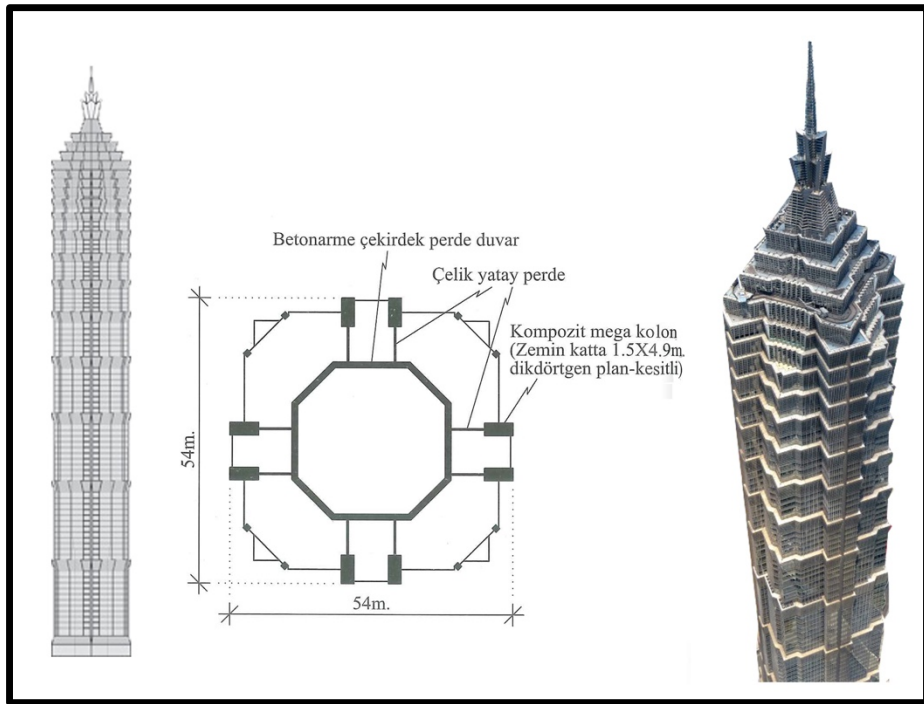 Betonarme çekirdek perde duvar
Çelik yatay perde
Kompozit mega kolon
(Zemin katta 1.5X4.9m.
dikdörtgen plan-kesitli)
54m.
54m.